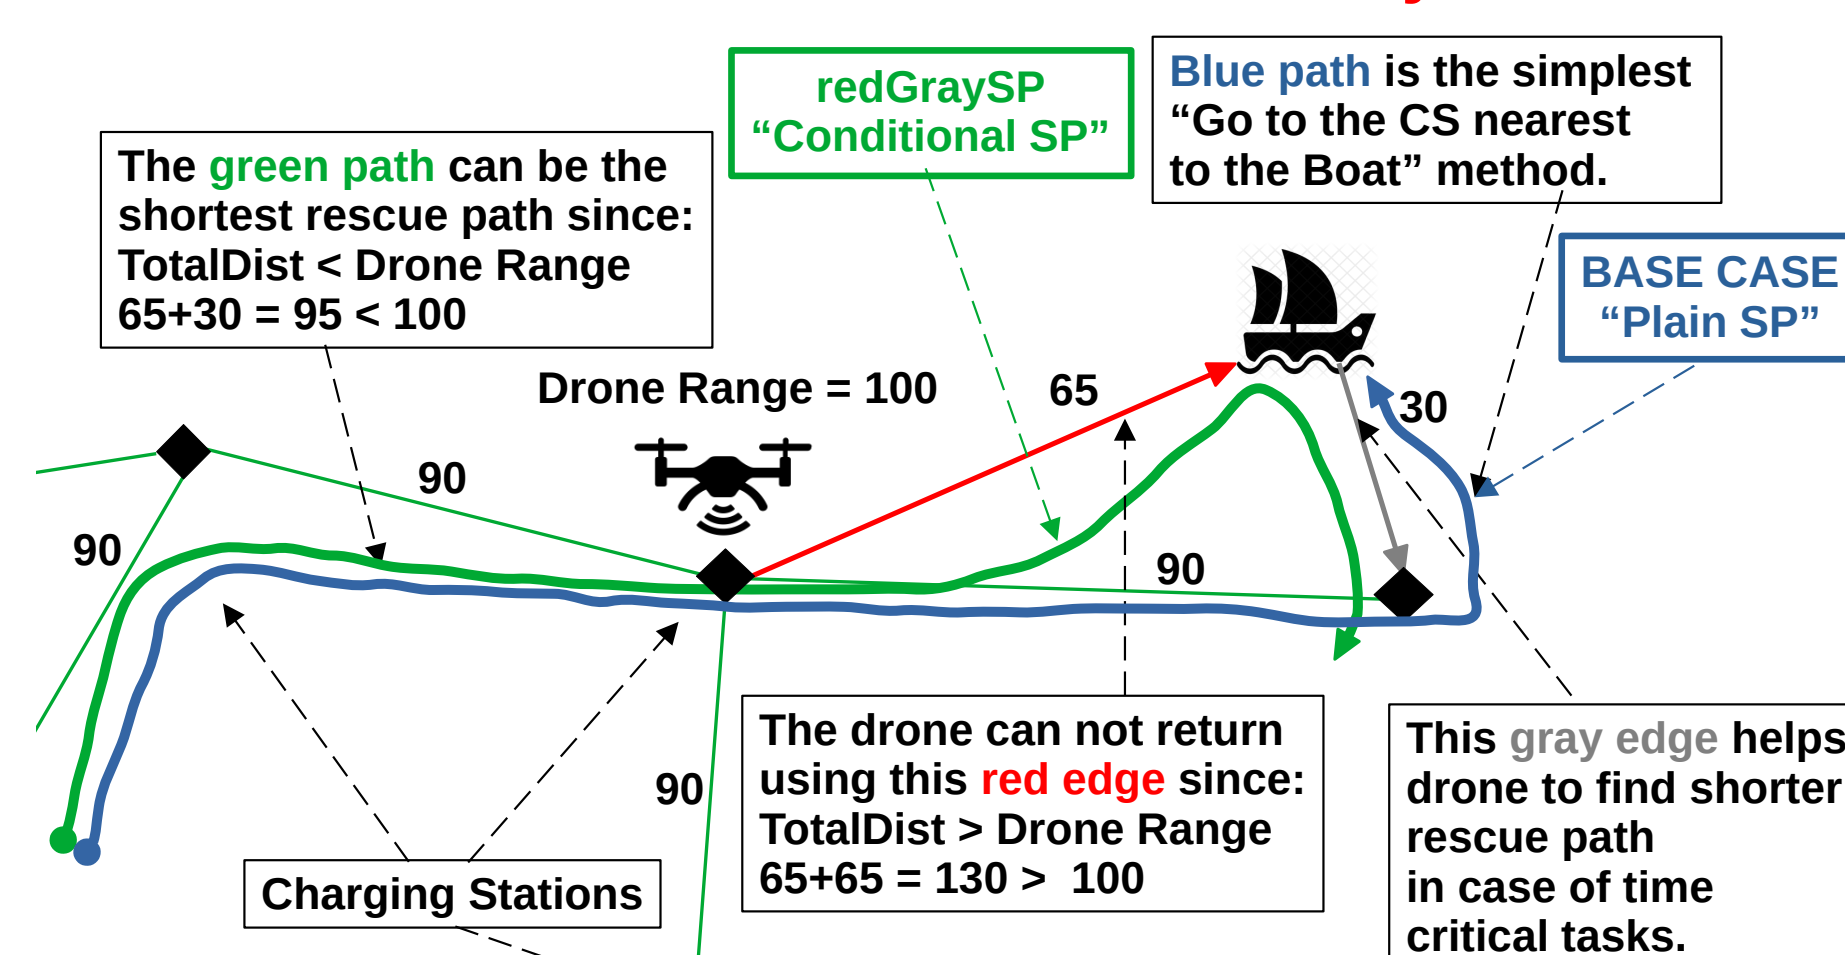 redGraySP
“Conditional SP”
Blue path is the simplest
“Go to the CS nearest
to the Boat” method.
The green path can be the
shortest rescue path since:
TotalDist < Drone Range
65+30 = 95 < 100
BASE CASE
“Plain SP”
Drone Range = 100
65
30
90
90
90
90
The drone can not return
using this red edge since:
TotalDist > Drone Range
65+65 = 130 >  100
This gray edge helps
drone to find shorter
rescue path
in case of time
critical tasks.
Charging Stations